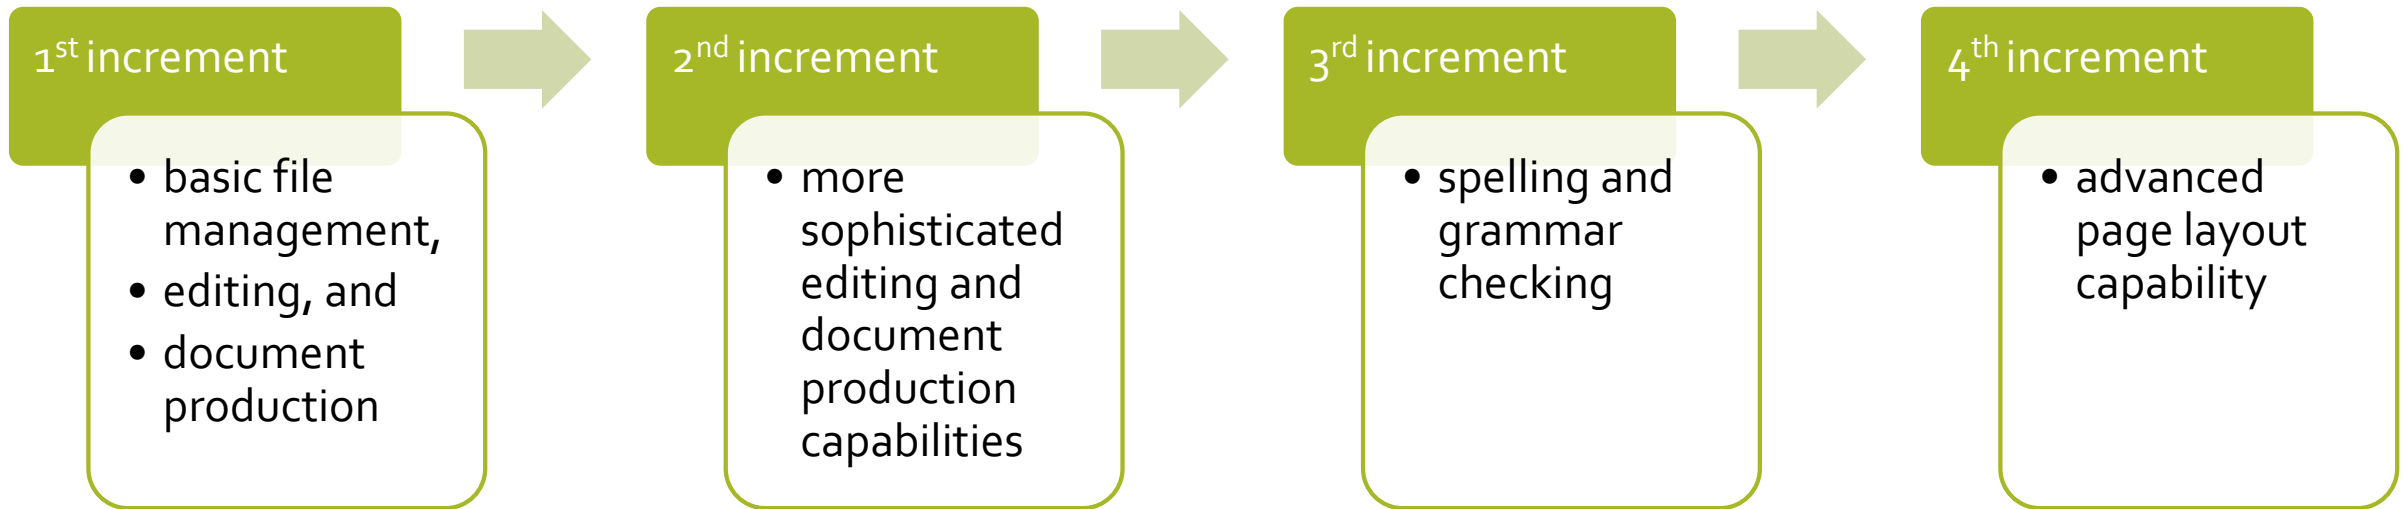 1st increment
• basic file
management,
• editing, and
• document
production
2nd increment
• more
sophisticated
editing and
document
production
capabilities
3rd increment
• spelling and
grammar
checking
4th increment
• advanced
page layout
capability